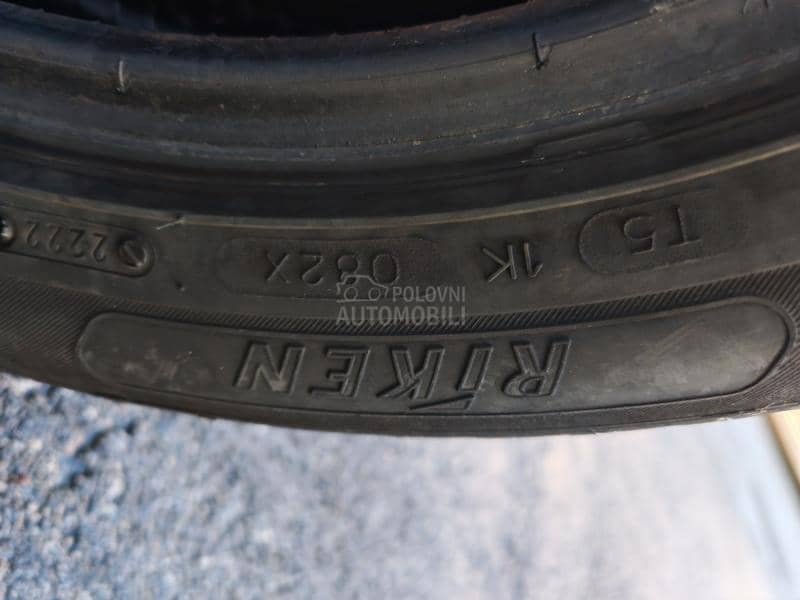 RIKEN
T5 1K 082X 2222
POLOVNI
AUTOMOBILI